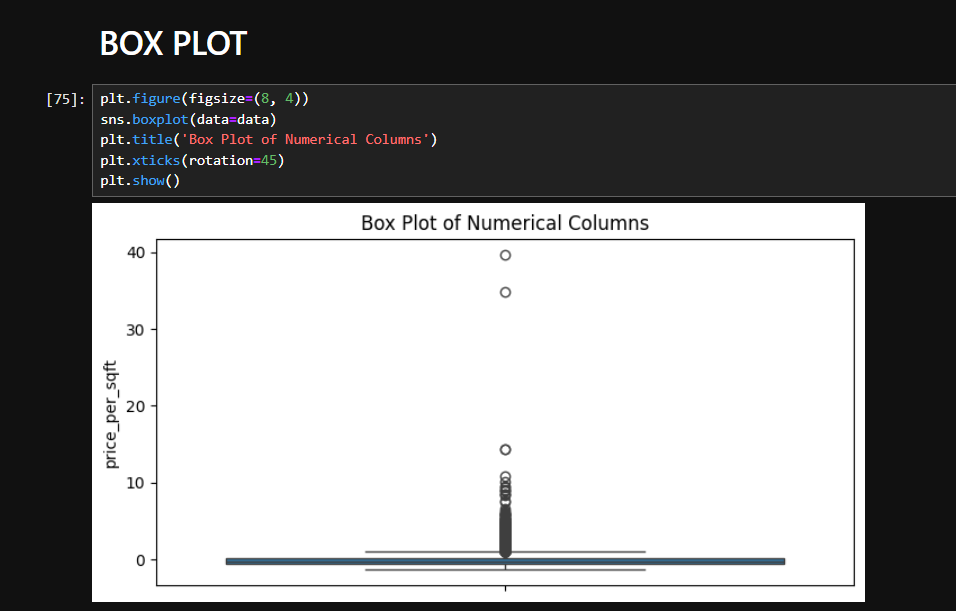 BOX PLOT
[75]:
plt.figure(figsize=(8, 4))
sns.boxplot(data=data)
plt.title('Box Plot of Numerical Columns')
plt.xticks(rotation=45)
plt.show()
Box Plot of Numerical Columns
40
30
20
10
0
price_per_sqft